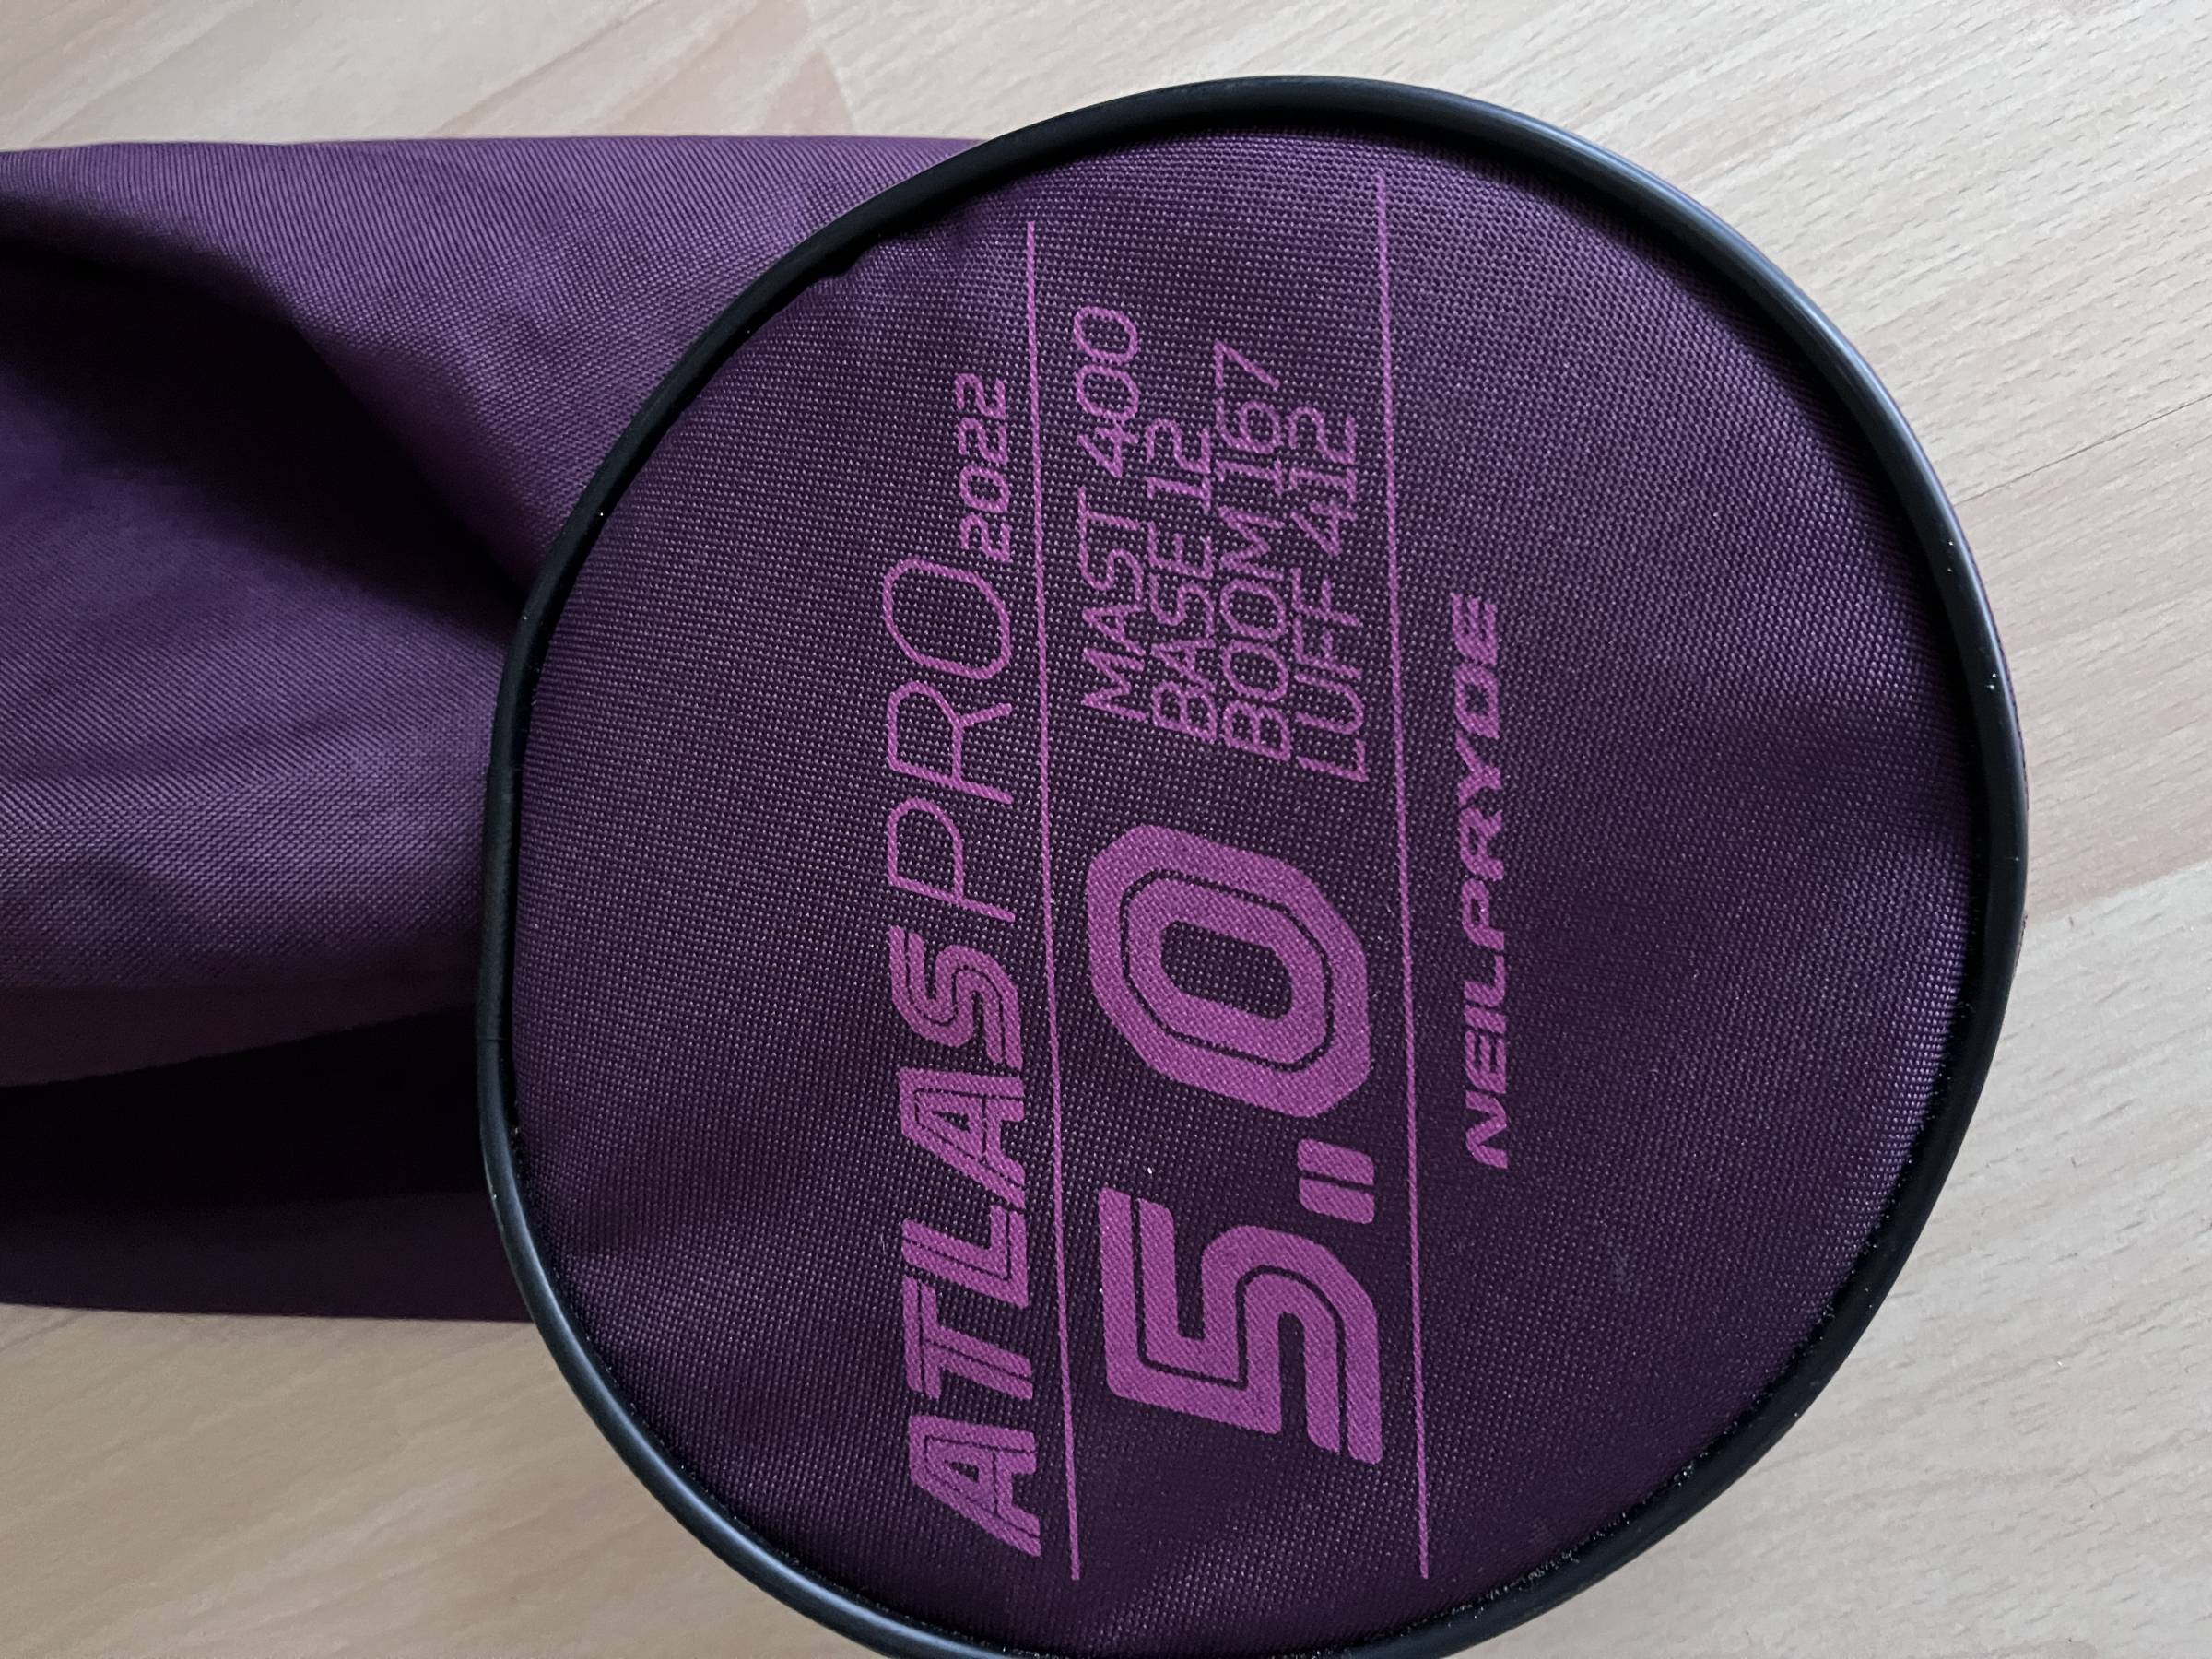 ATLAS PRO 2022
5.0
MAST 400
BASE 12
BOOM 167
LUFF 412
NEILPRYDE